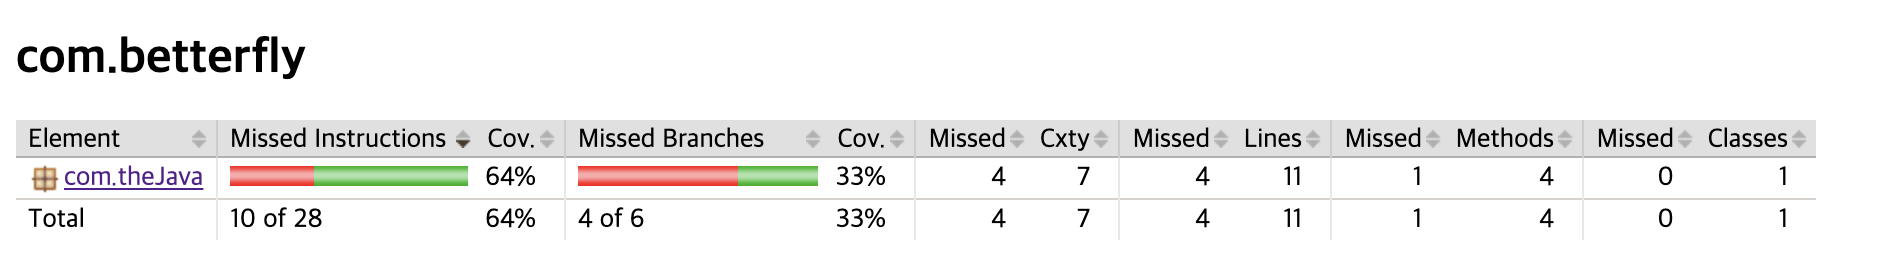 com.betterfly
Element Missed Instructions Cov. Missed Branches Cov. Missed Cxty Missed Lines Missed Methods Missed Classes
com.theJava 64% 33% 4 7 4 11 1 4 0 1
Total 10 of 28 64% 4 of 6 33% 4 7 4 11 1 4 0 1